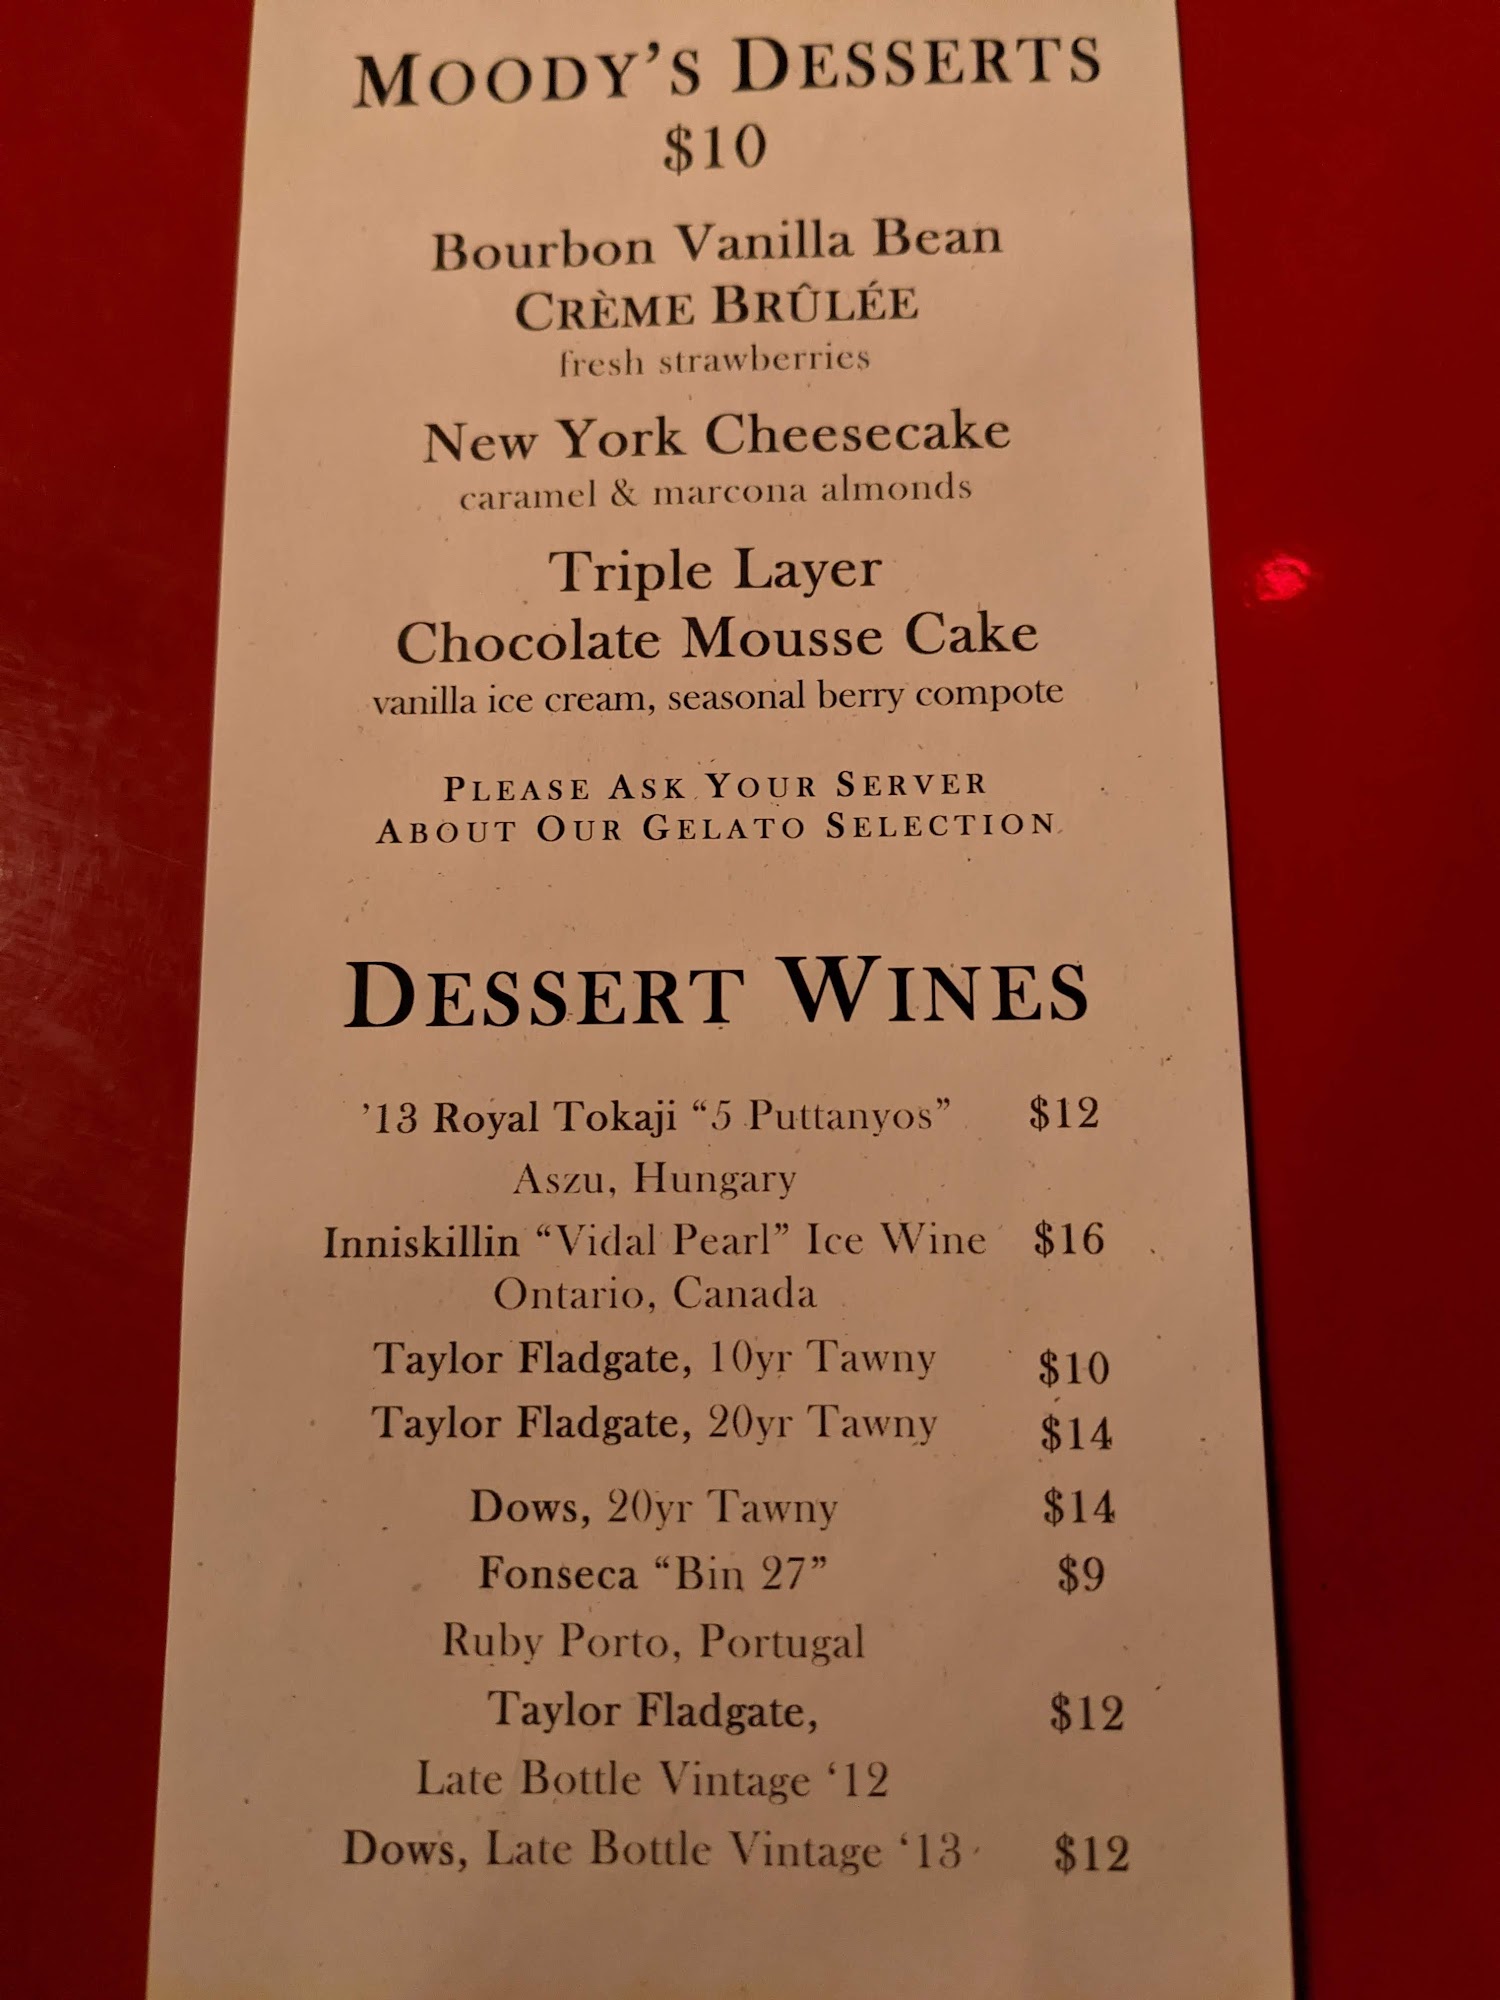 MOODY'S DESSERTS
$10
Bourbon Vanilla Bean
CRÈME BRÛLÉE
fresh strawberries
New York Cheesecake
caramel & marcona almonds
Triple Layer
Chocolate Mousse Cake
vanilla ice cream, seasonal berry compote
PLEASE ASK YOUR SERVER
ABOUT OUR GELATO SELECTION
DESSERT WINES
’13 Royal Tokaji “5 Puttanyos” $12
Aszu, Hungary
Inniskillin “Vidal Pearl” Ice Wine $16
Ontario, Canada
Taylor Fladgate, 10yr Tawny $10
Taylor Fladgate, 20yr Tawny $14
Dows, 20yr Tawny $14
Fonseca “Bin 27” $9
Ruby Porto, Portugal
Taylor Fladgate, $12
Late Bottle Vintage ‘12
Dows, Late Bottle Vintage ‘13 $12